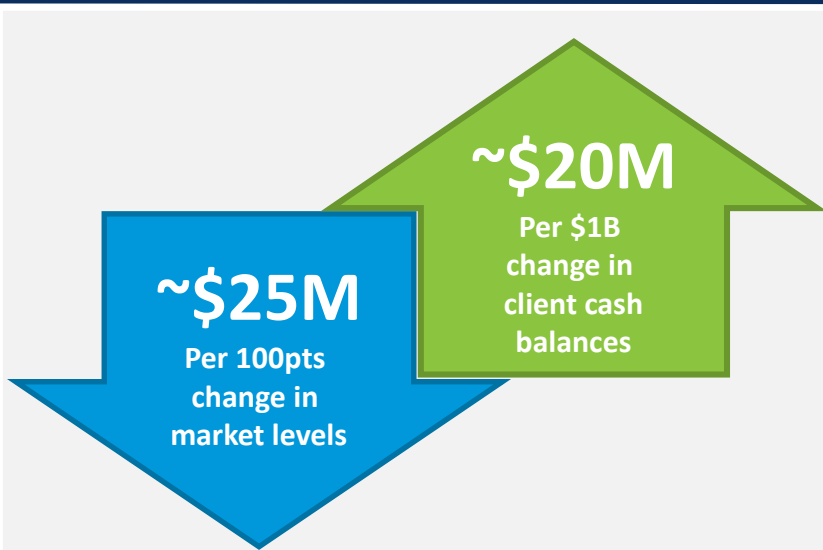 ~$20M
Per $1B
change in
client cash
balances
~$25M
Per 100pts
change in
market levels